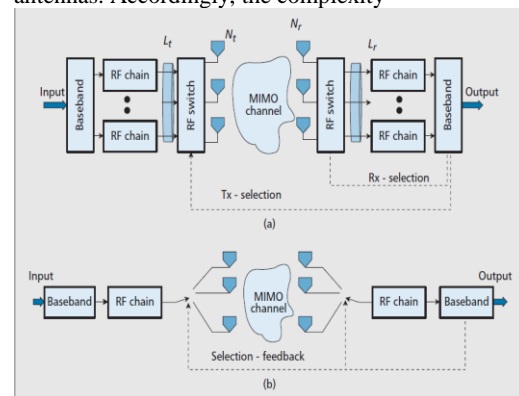 antennas. Accordingly, the complexity
Lt Nt Nr Lr
Input Baseband RF chain RF switch MIMO channel RF switch RF chain Baseband Output
RF chain RF chain
Rx - selection
Tx - selection
(a)
Input Output
Baseband RF chain MIMO channel RF chain Baseband
Selection - feedback
(b)